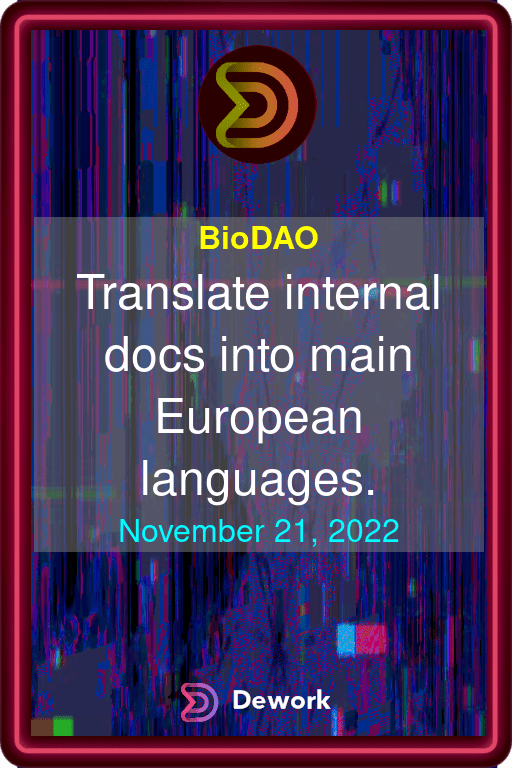 BioDAO
Translate internal
docs into main
European
languages.
November 21, 2022
Dework